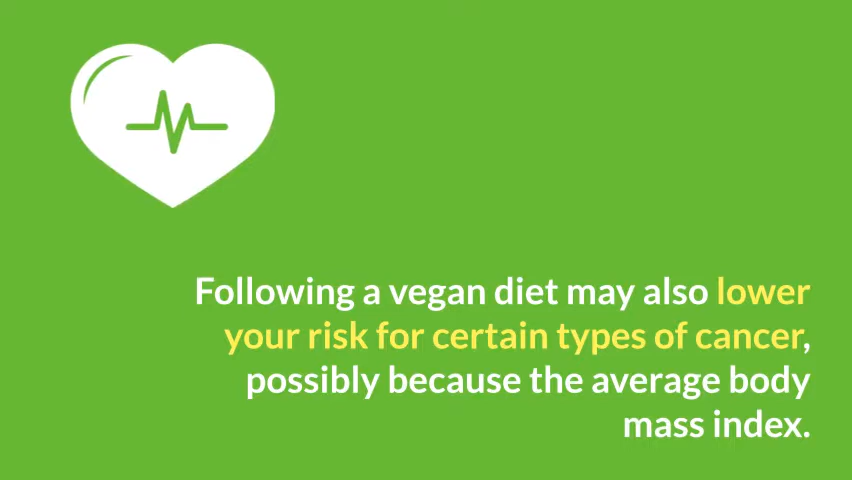 Following a vegan diet may also lower
your risk for certain types of cancer,
possibly because the average body
mass index.